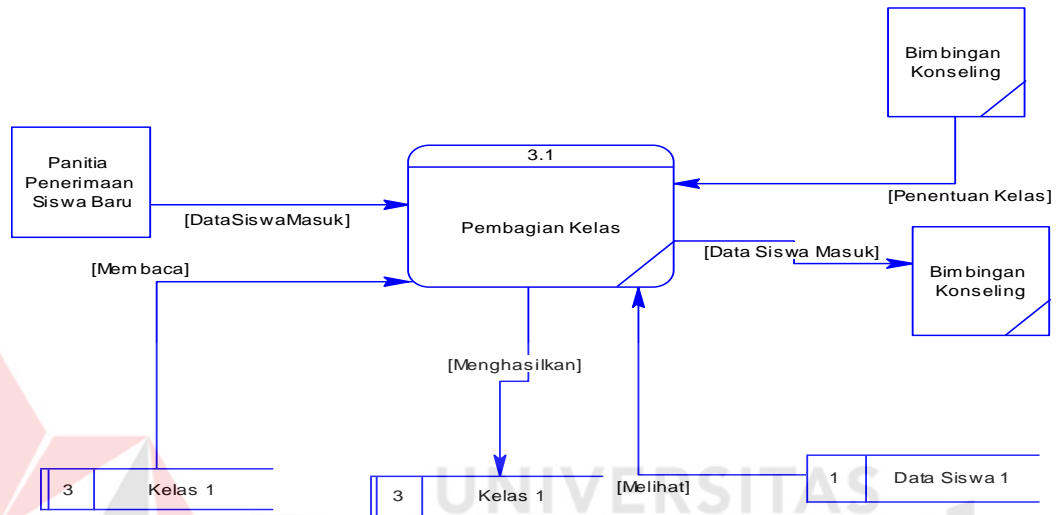 Bimbingan
Konseling
Panitia
Penerimaan
Siswa Baru
3.1
[Penentuan Kelas]
[DataSiswaMasuk]
Pembagian Kelas
[Data Siswa Masuk]
[Membaca]
Bimbingan
Konseling
[Menghasilkan]
3 Kelas 1
3 Kelas 1
[Melihat]
1 Data Siswa 1
UNIVERSITAS